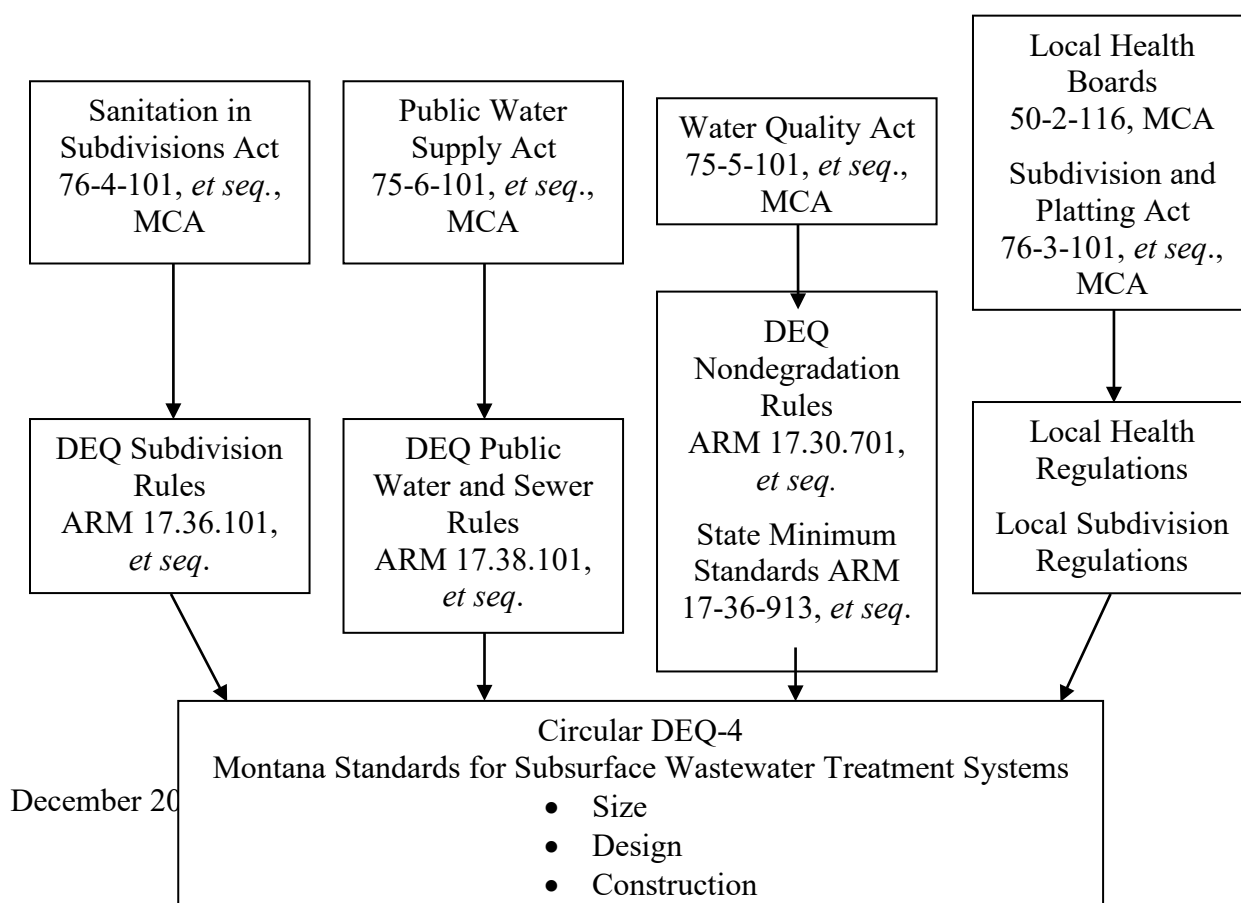 Sanitation in
Subdivisions Act
76-4-101, et seq.,
MCA
Public Water
Supply Act
75-6-101, et seq.,
MCA
Water Quality Act
75-5-101, et seq.,
MCA
Local Health
Boards
50-2-116, MCA
Subdivision and
Platting Act
76-3-101, et seq.,
MCA
DEQ Subdivision
Rules
ARM 17.36.101,
et seq.
DEQ Public
Water and Sewer
Rules
ARM 17.38.101,
et seq.
DEQ
Nondegradation
Rules
ARM 17.30.701,
et seq.
State Minimum
Standards ARM
17-36-913, et seq.
Local Health
Regulations
Local Subdivision
Regulations
Circular DEQ-4
Montana Standards for Subsurface Wastewater Treatment Systems
• Size
• Design
• Construction
December 20